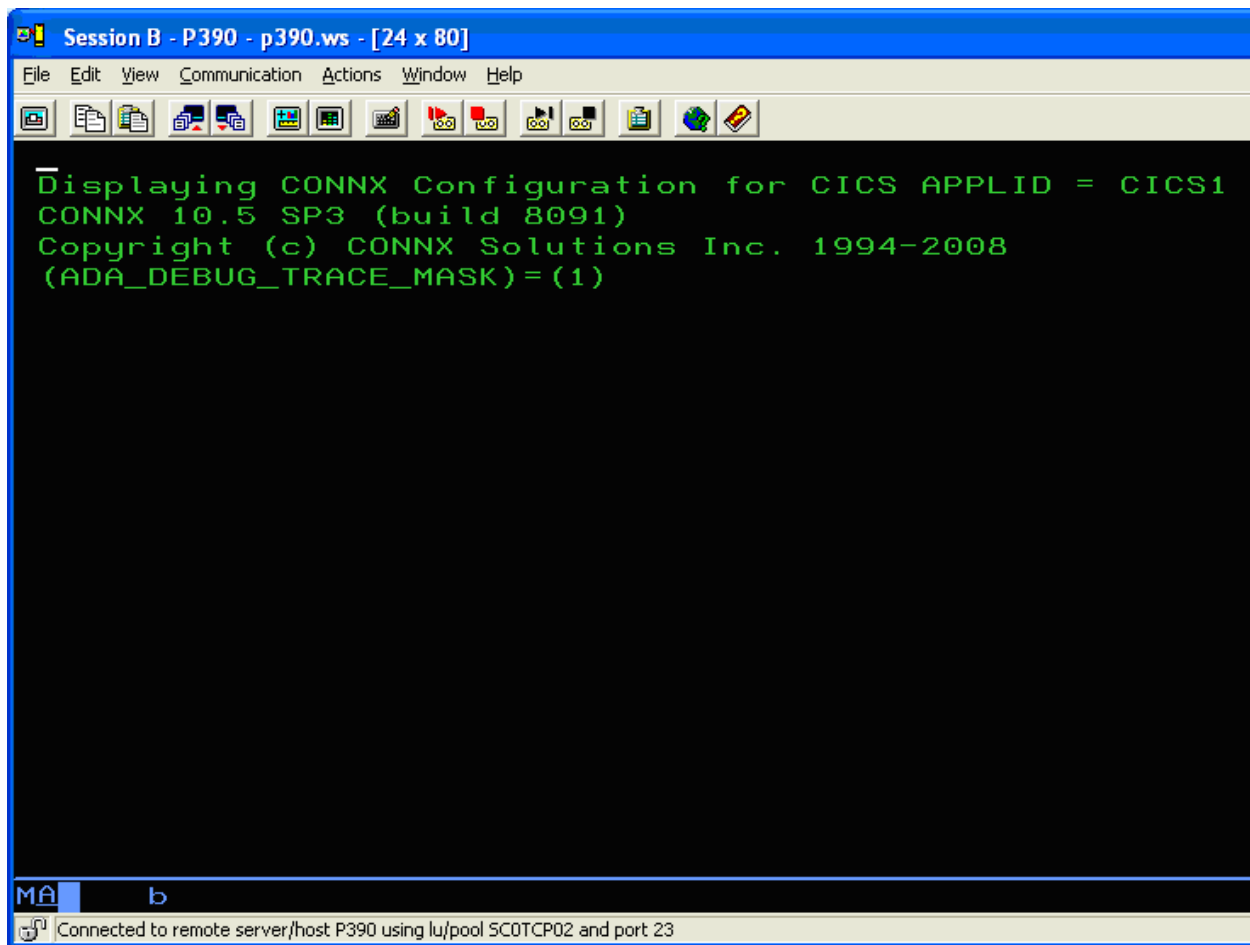 Session B - P390 - p390.ws - [24 x 80]
File Edit View Communication Actions Window Help
Displaying CONNX Configuration for CICS APPLID = CICS1
CONNX 10.5 SP3 (build 8091)
Copyright (c) CONNX Solutions Inc. 1994-2008
(ADA_DEBUG_TRACE_MASK)=(1)
MA b
Connected to remote server/host P390 using lu/pool SC0TCP02 and port 23